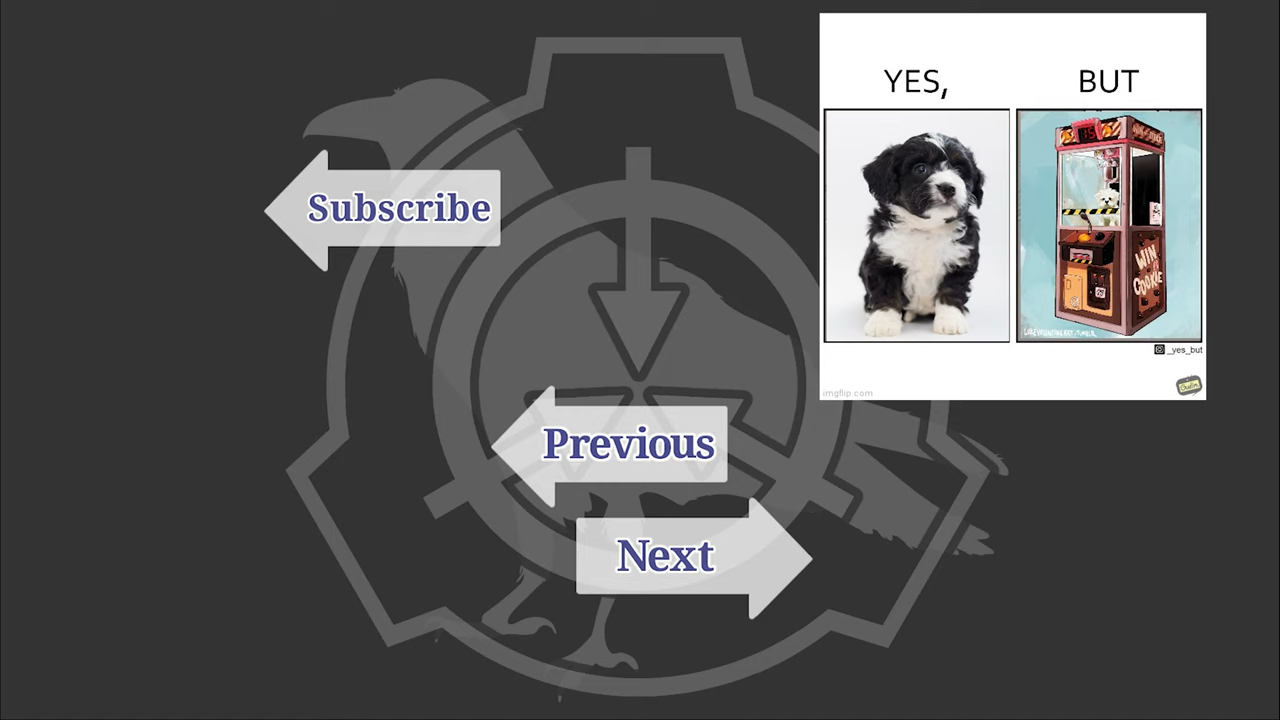 YES, BUT
Subscribe
WIN
COOKIE
_yes_but
imgflip.com
Previous
Next